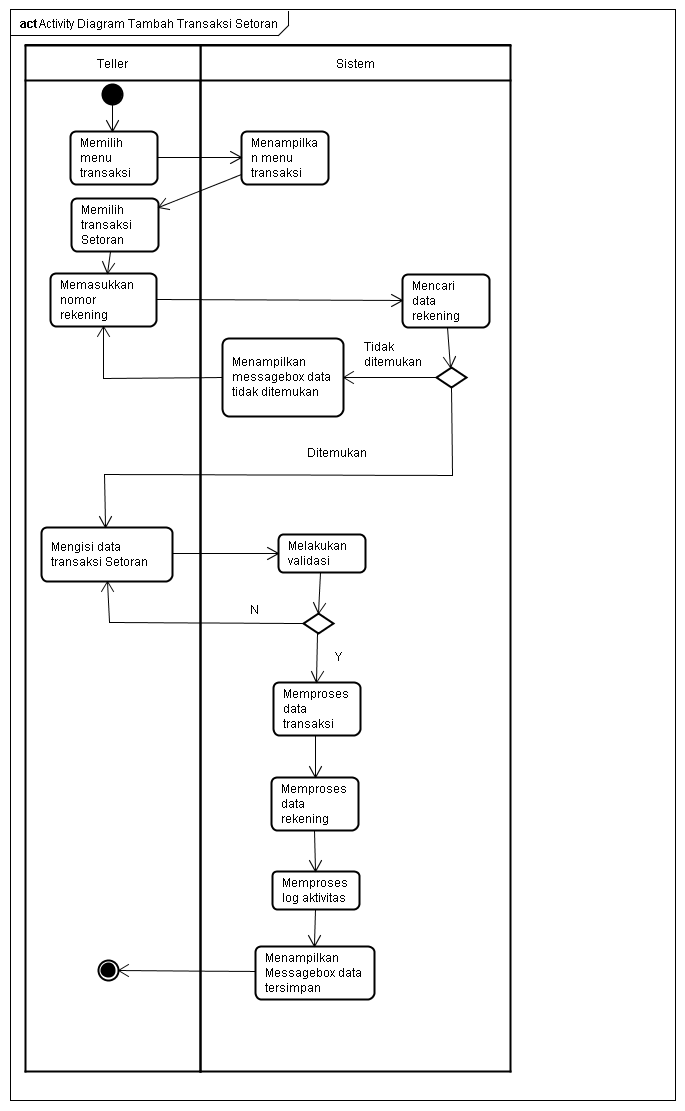 act Activity Diagram Tambah Transaksi Setoran
Teller
Sistem
Memilih
menu
transaksi
Menampilka
n menu
transaksi
Memilih
transaksi
Setoran
Memasukkan
nomor
rekening
Mencari
data
rekening
Tidak
ditemukan
Menampilkan
messagebox data
tidak ditemukan
Ditemukan
Mengisi data
transaksi Setoran
Melakukan
validasi
N
Y
Memproses
data
transaksi
Memproses
data
rekening
Memproses
log aktivitas
Menampilkan
Messagebox data
tersimpan